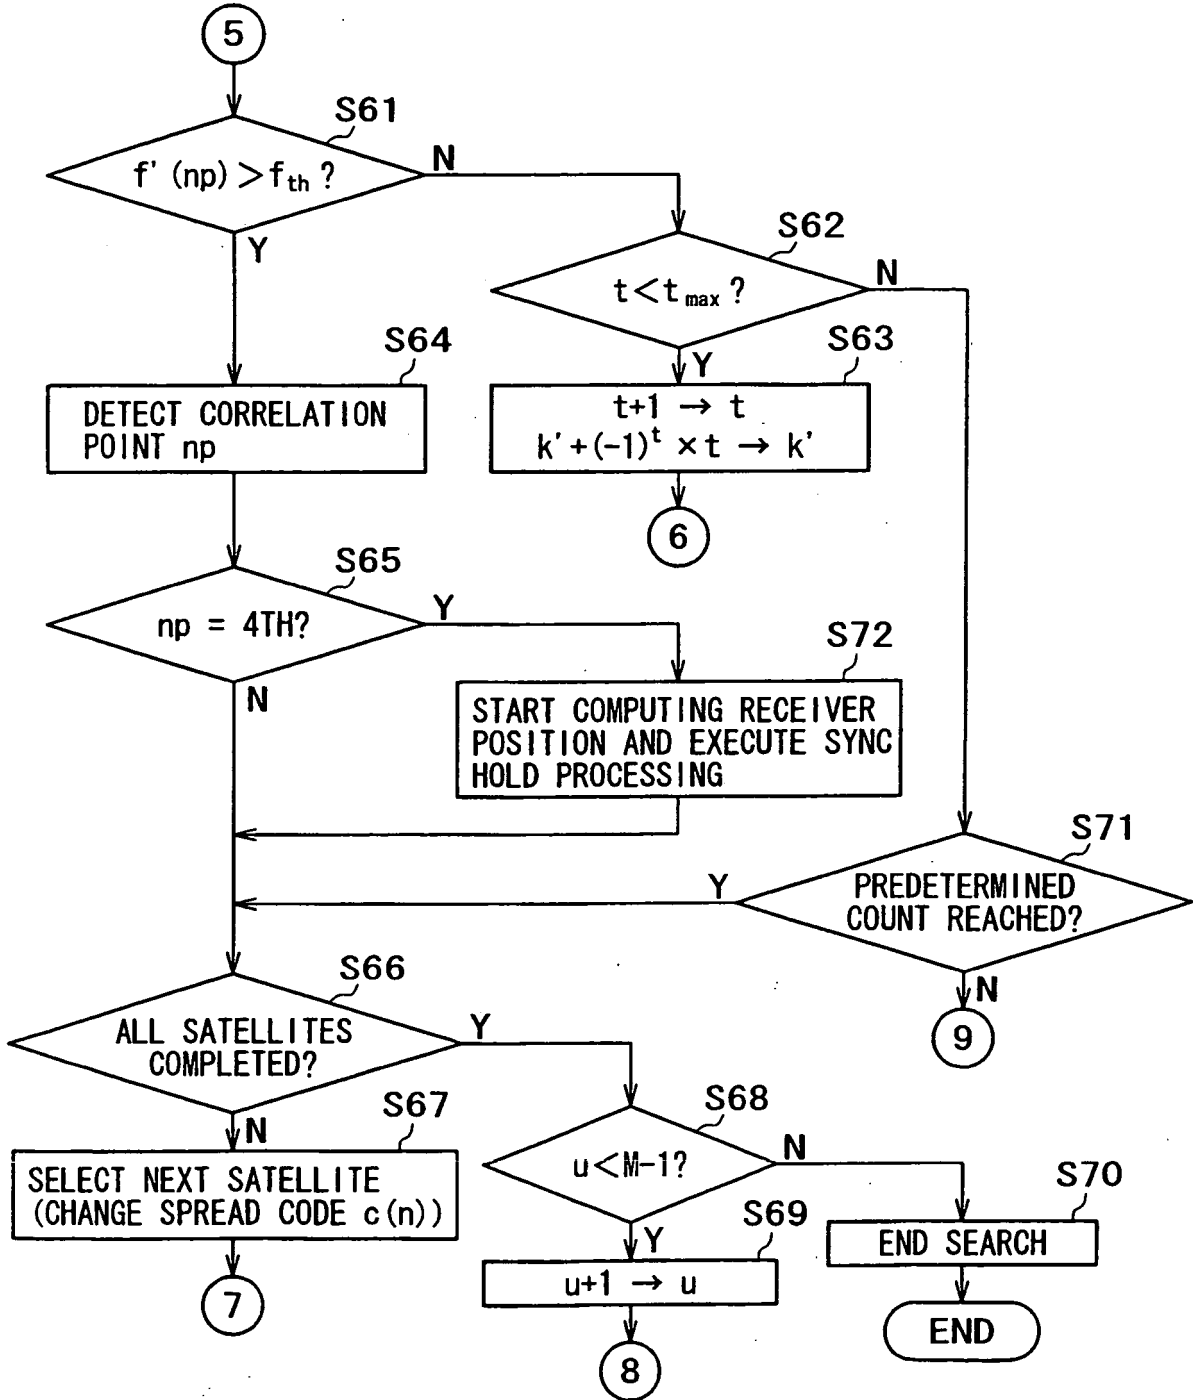 5
S61
f' (np) > fth ?
N
Y
S62
t < tmax ?
N
Y
S63
t+1 → t
k' + (-1)^t × t → k'
6
S64
DETECT CORRELATION
POINT np
S65
np = 4TH?
Y
N
S72
START COMPUTING RECEIVER
POSITION AND EXECUTE SYNC
HOLD PROCESSING
S71
PREDETERMINED
COUNT REACHED?
Y
N
9
S66
ALL SATELLITES
COMPLETED?
Y
N
S67
SELECT NEXT SATELLITE
(CHANGE SPREAD CODE c(n))
7
S68
u < M-1?
N
Y
S69
u+1 → u
8
S70
END SEARCH
END